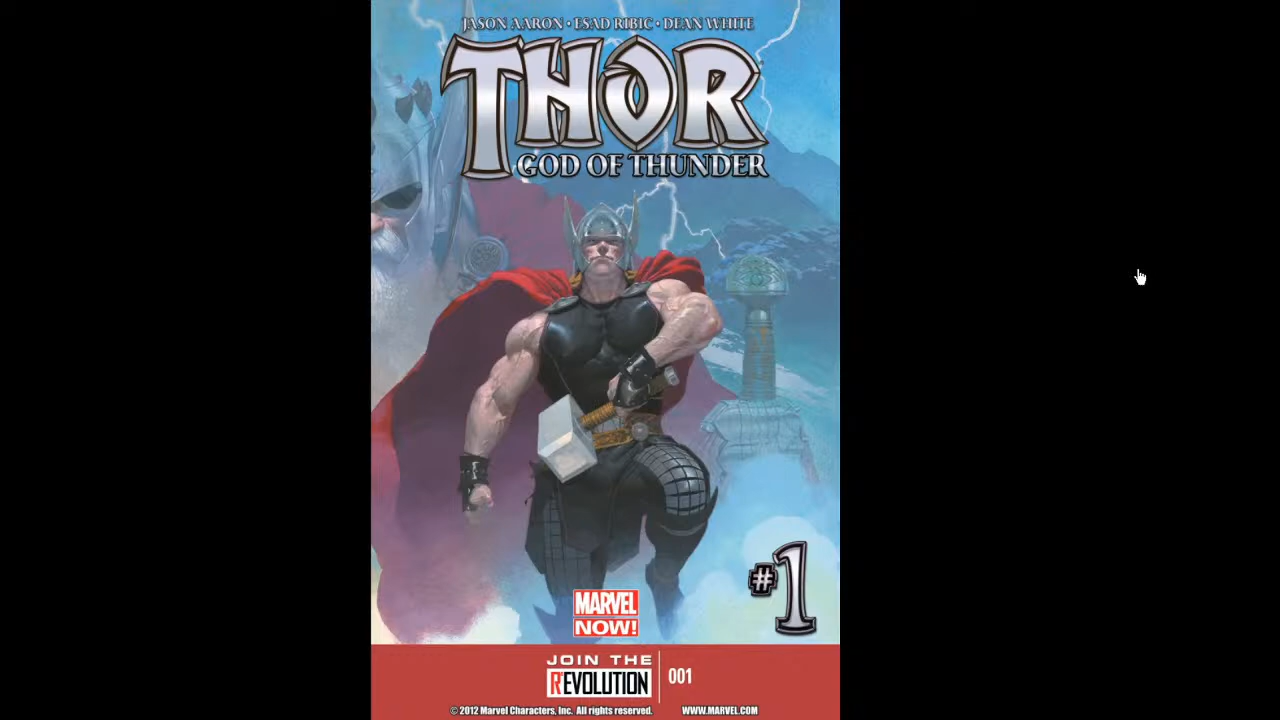 JASON AARON • ESAD RIBIC • DEAN WHITE
THOR
GOD OF THUNDER
#1
MARVEL
NOW!
JOIN THE
REVOLUTION
001
© 2012 Marvel Characters, Inc. All rights reserved. WWW.MARVEL.COM